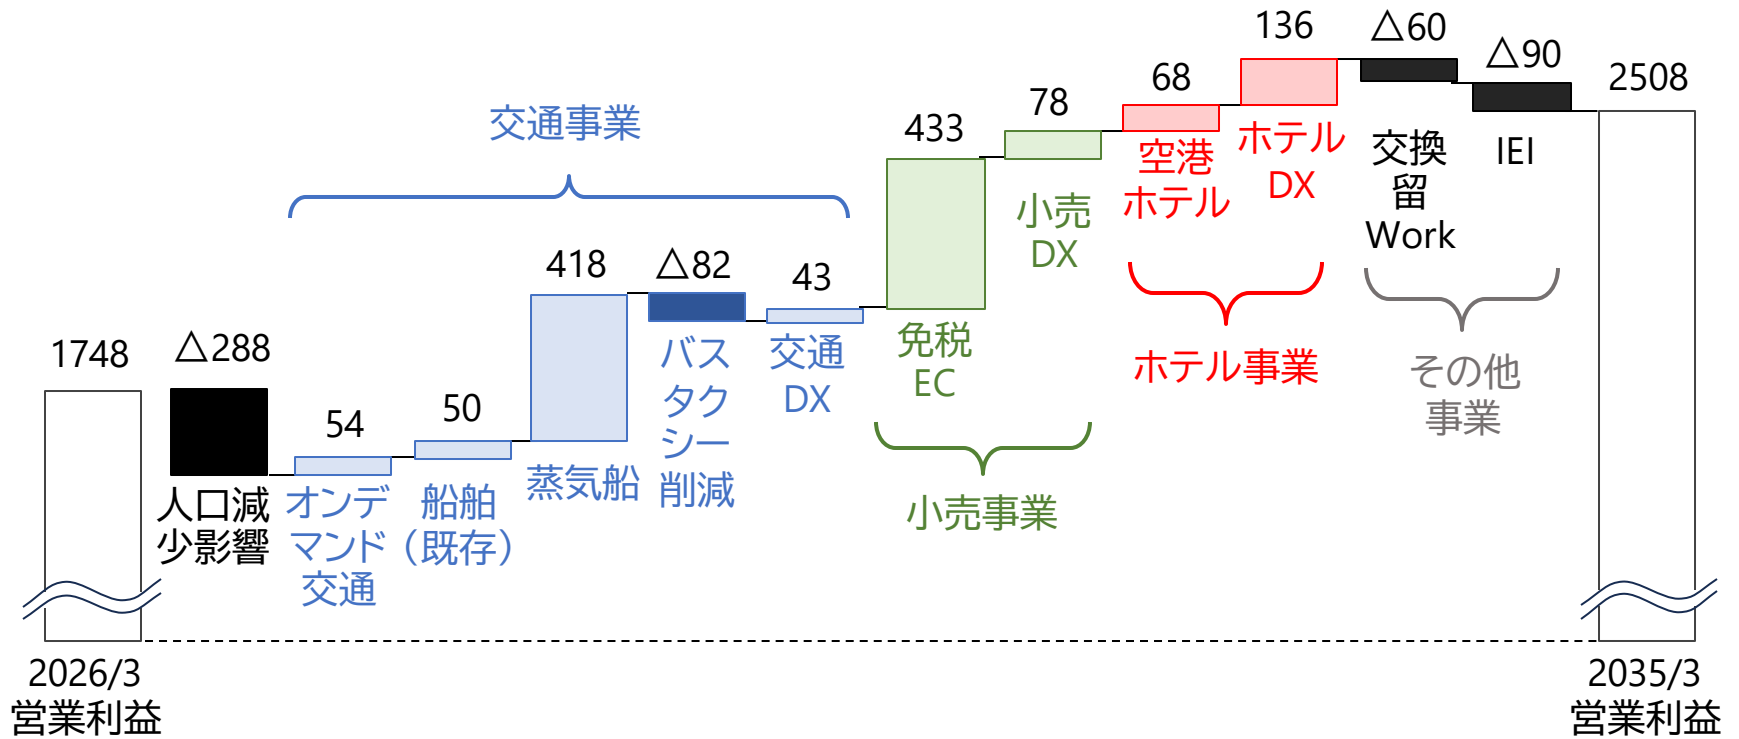 1748
2026/3
営業利益
△288
人口減
少影響
交通事業
54
オンデ
マンド
交通
50
船舶
（既存）
418
蒸気船
△82
バス
タク
シー
削減
43
交通
DX
433
免税
EC
78
小売
DX
小売事業
68
空港
ホテル
136
ホテル
DX
ホテル事業
△60
交換
留
Work
△90
IEI
その他
事業
2508
2035/3
営業利益